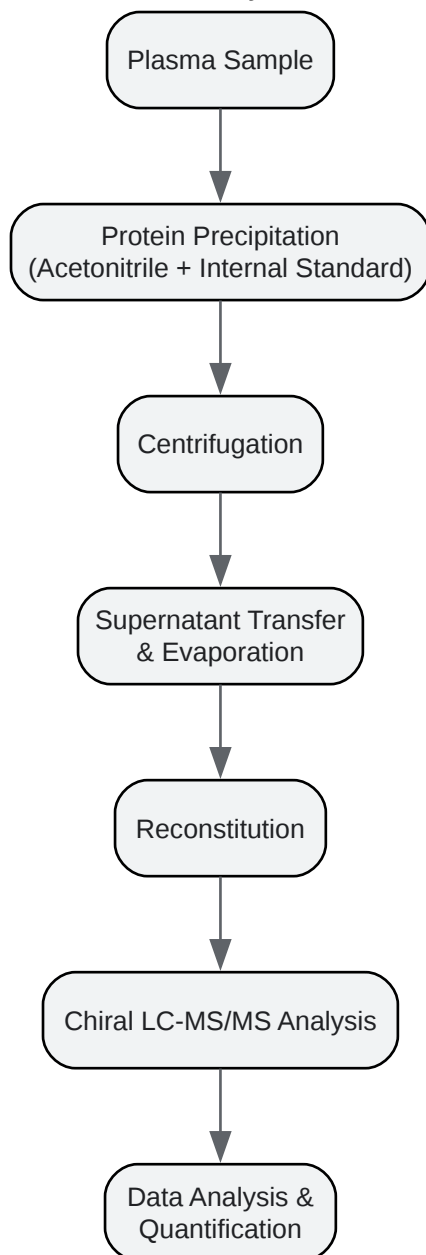 Plasma Sample
Protein Precipitation
(Acetonitrile + Internal Standard)
Centrifugation
Supernatant Transfer
& Evaporation
Reconstitution
Chiral LC-MS/MS Analysis
Data Analysis &
Quantification